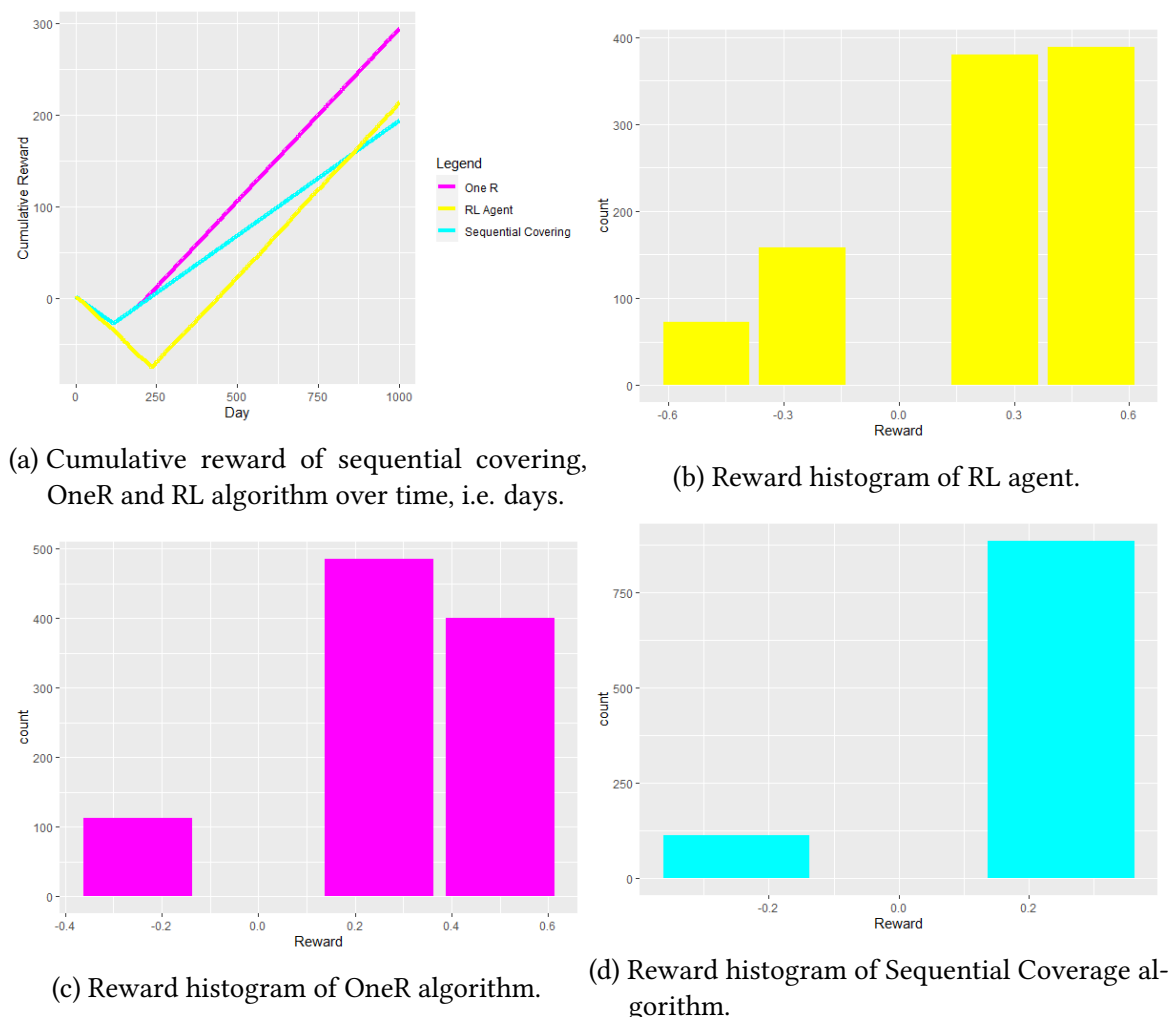 300
200
100
0
Cumulative Reward
0 250 500 750 1000
Day
Legend
One R
RL Agent
Sequential Covering
(a) Cumulative reward of sequential covering,
OneR and RL algorithm over time, i.e. days.
400
300
200
100
0
count
-0.6 -0.3 0.0 0.3 0.6
Reward
(b) Reward histogram of RL agent.
500
400
300
200
100
0
count
-0.4 -0.2 0.0 0.2 0.4 0.6
Reward
(c) Reward histogram of OneR algorithm.
750
500
250
0
count
-0.2 0.0 0.2
Reward
(d) Reward histogram of Sequential Coverage al-
gorithm.